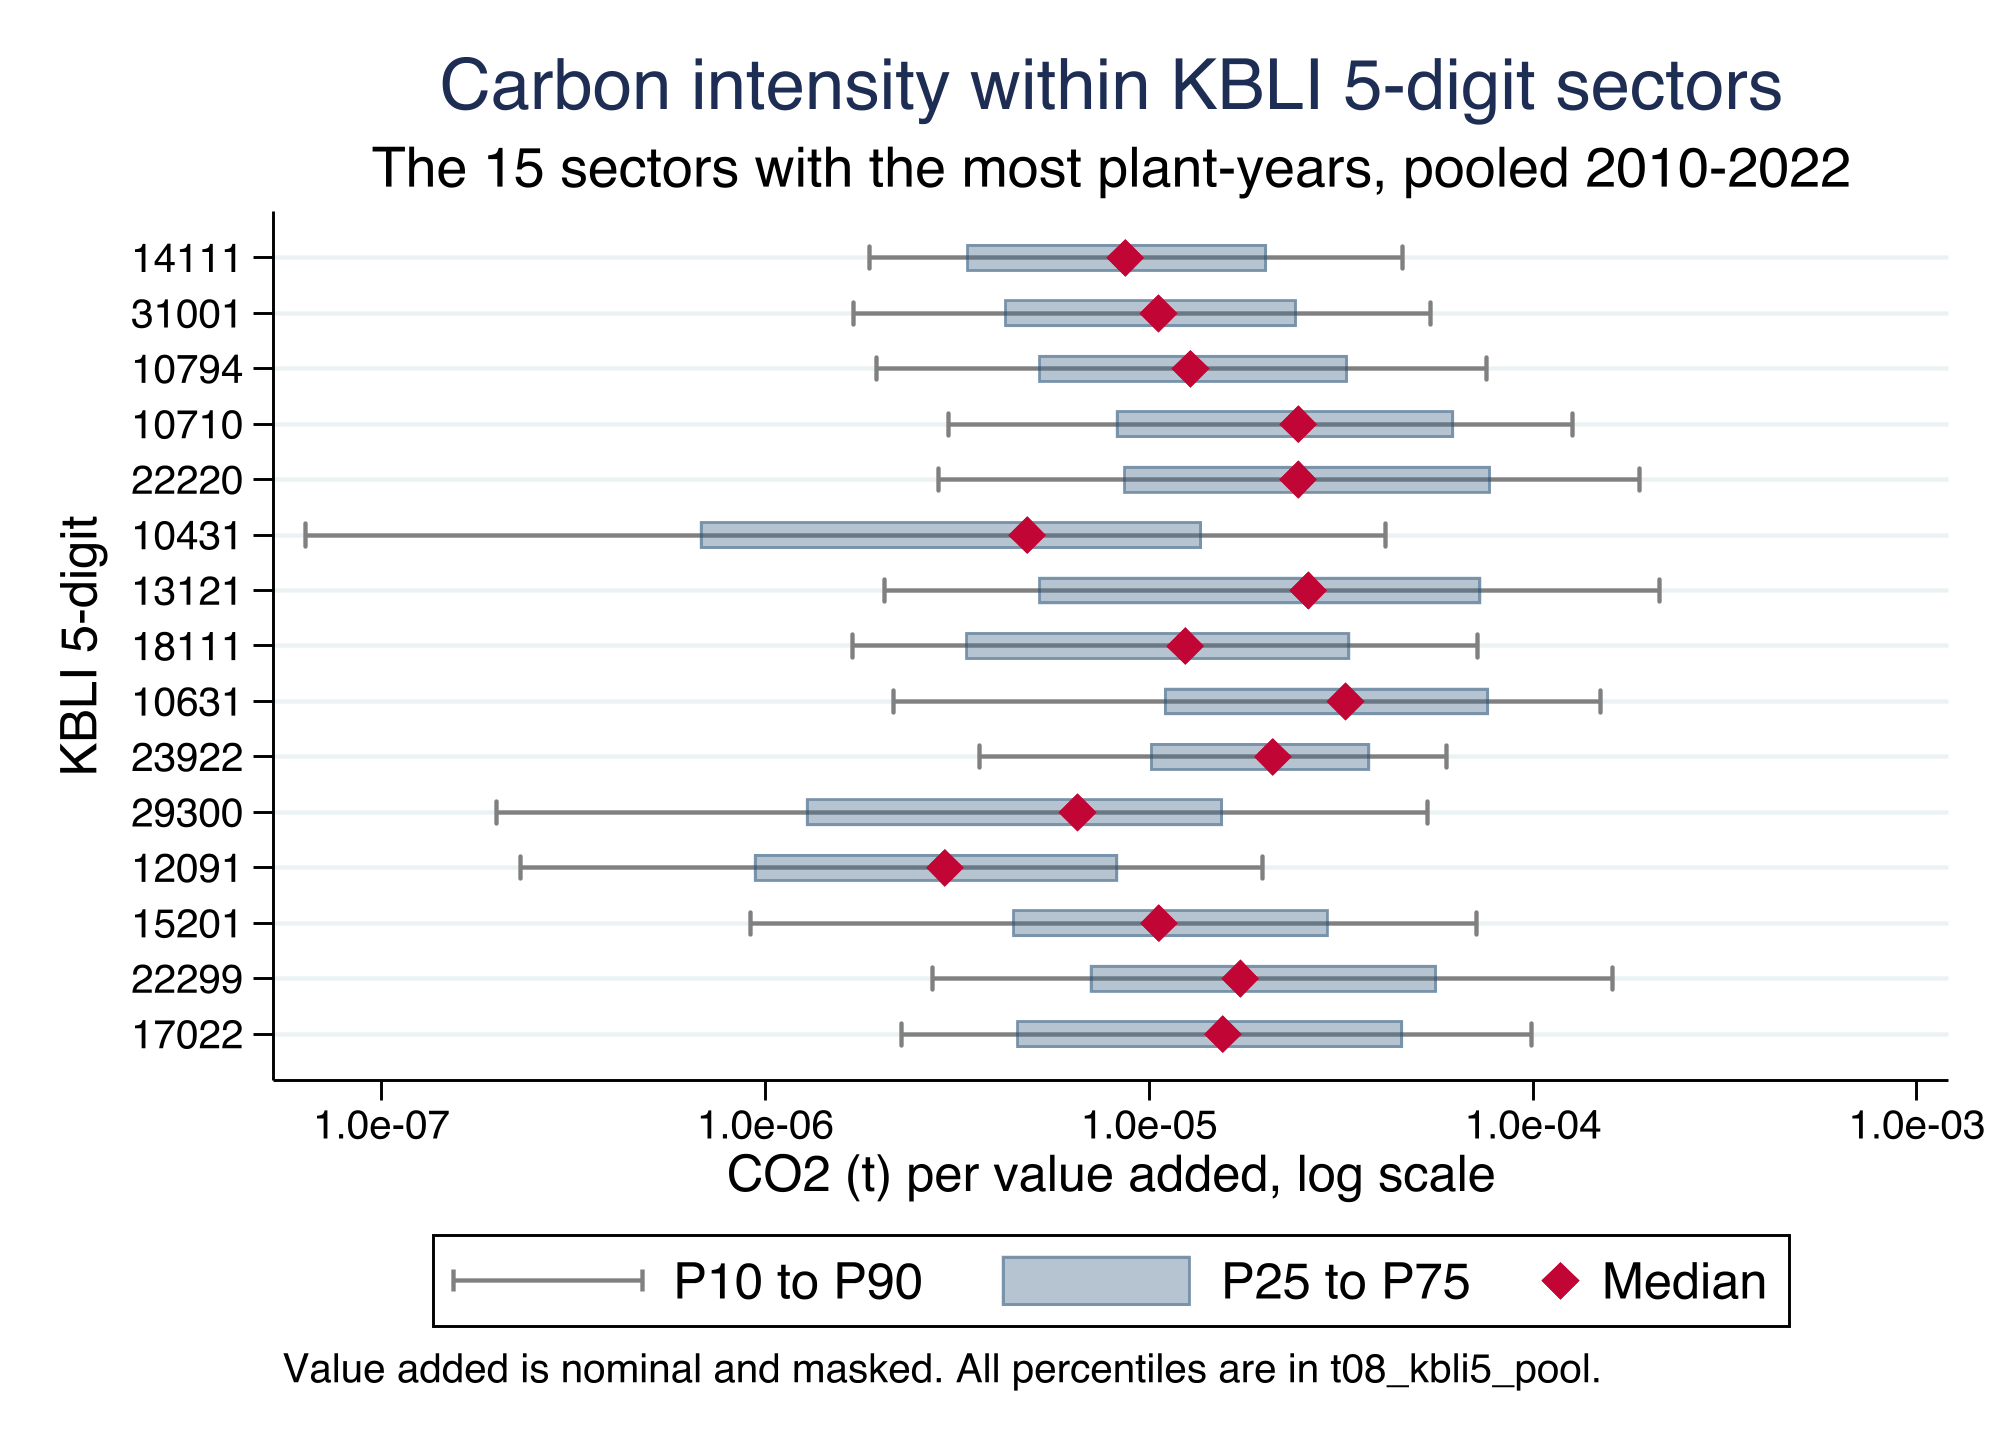 Carbon intensity within KBLI 5-digit sectors
The 15 sectors with the most plant-years, pooled 2010-2022
KBLI 5-digit
14111
31001
10794
10710
22220
10431
13121
18111
10631
23922
29300
12091
15201
22299
17022
1.0e-07 1.0e-06 1.0e-05 1.0e-04 1.0e-03
CO2 (t) per value added, log scale
P10 to P90 P25 to P75 Median
Value added is nominal and masked. All percentiles are in t08_kbli5_pool.